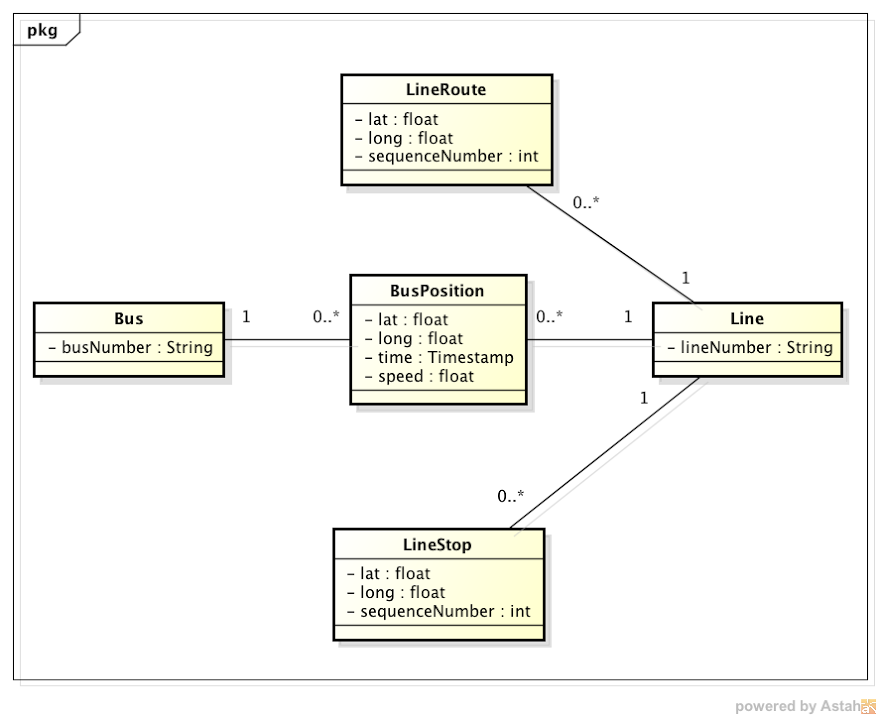 pkg
LineRoute
- lat : float
- long : float
- sequenceNumber : int
0..*
1
Bus
- busNumber : String
1
0..*
BusPosition
- lat : float
- long : float
- time : Timestamp
- speed : float
0..*
1
Line
- lineNumber : String
1
0..*
LineStop
- lat : float
- long : float
- sequenceNumber : int
powered by Astah